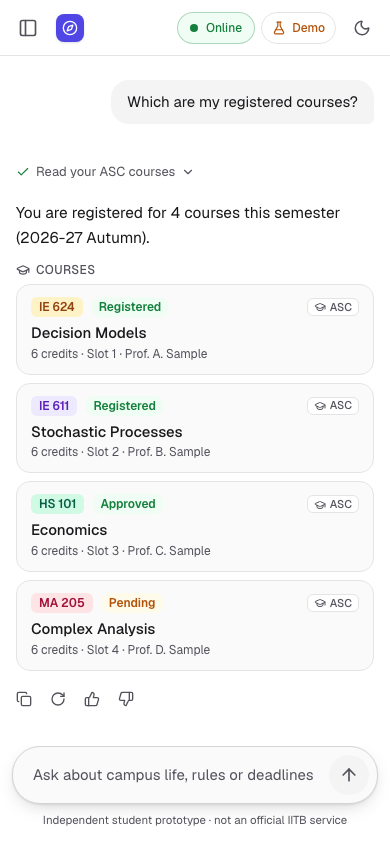 Online
Demo
Which are my registered courses?
Read your ASC courses
You are registered for 4 courses this semester
(2026-27 Autumn).
COURSES
IE 624 Registered ASC
Decision Models
6 credits · Slot 1 · Prof. A. Sample
IE 611 Registered ASC
Stochastic Processes
6 credits · Slot 2 · Prof. B. Sample
HS 101 Approved ASC
Economics
6 credits · Slot 3 · Prof. C. Sample
MA 205 Pending ASC
Complex Analysis
6 credits · Slot 4 · Prof. D. Sample
Ask about campus life, rules or deadlines
Independent student prototype · not an official IITB service